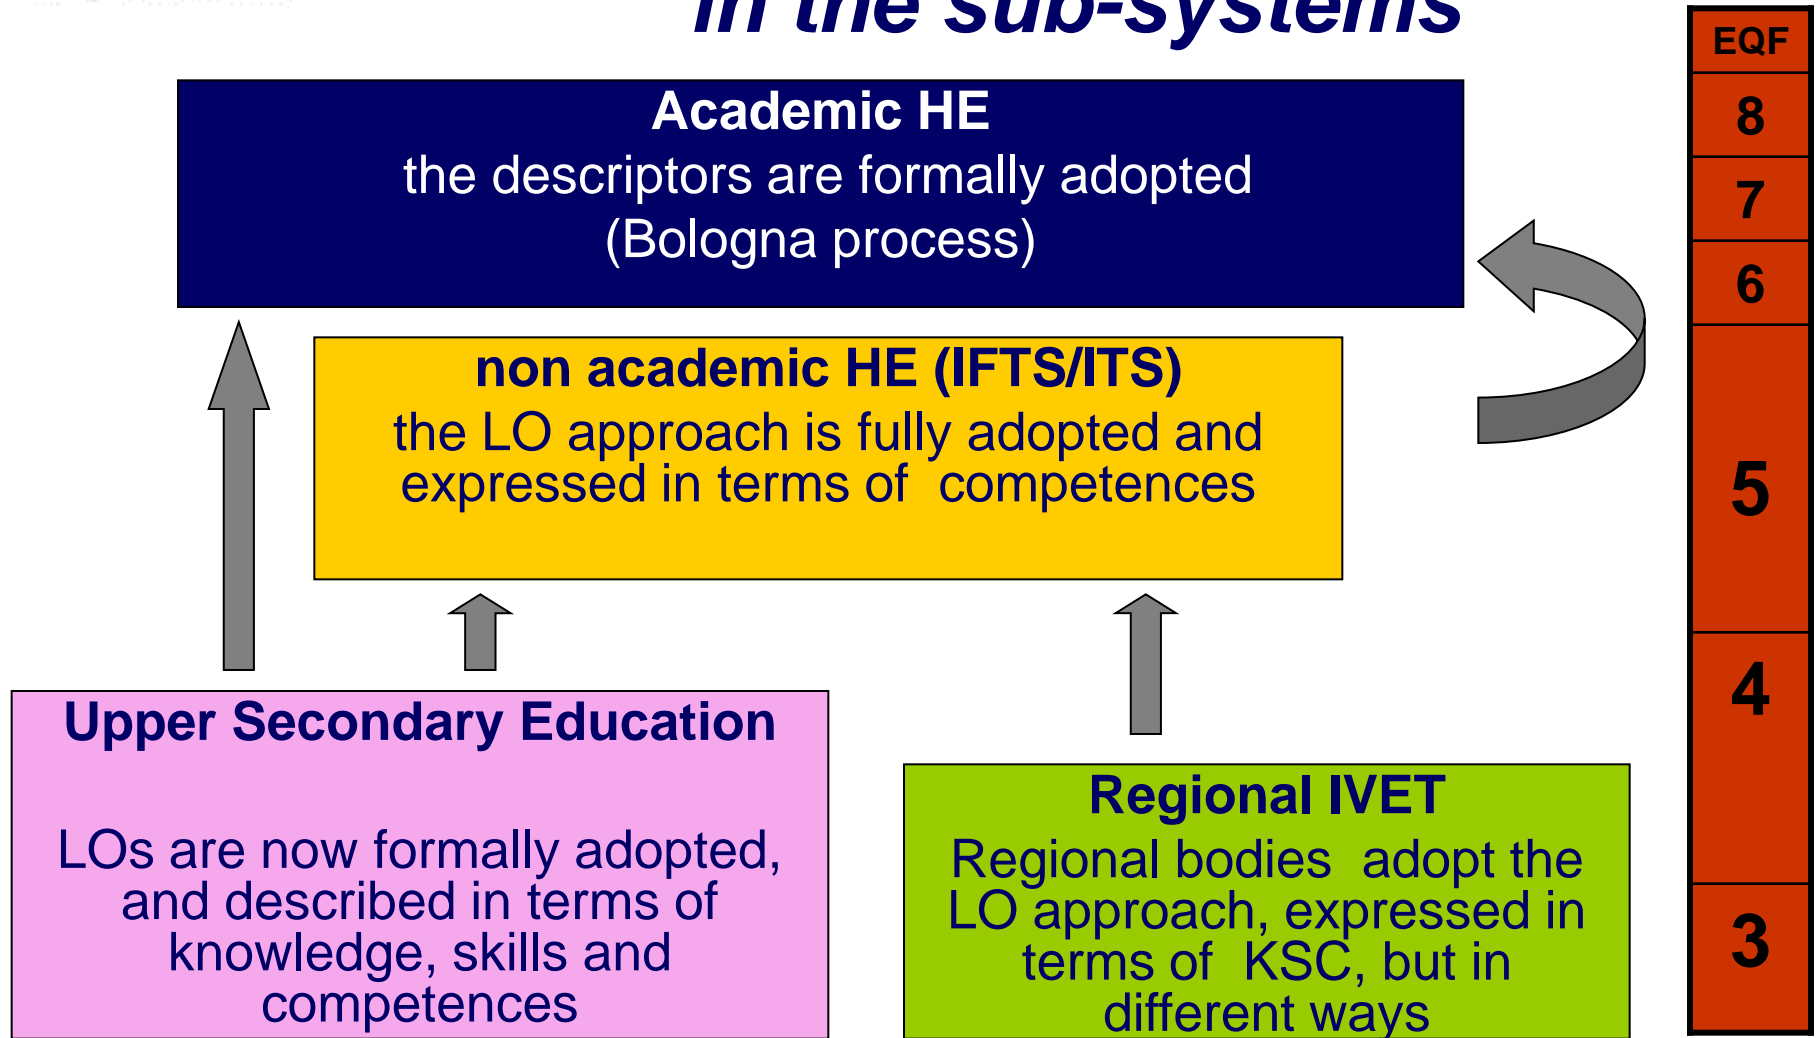 in the sub-systems
Academic HE
the descriptors are formally adopted
(Bologna process)
non academic HE (IFTS/ITS)
the LO approach is fully adopted and
expressed in terms of  competences
Upper Secondary Education
LOs are now formally adopted,
and described in terms of
knowledge, skills and
competences
Regional IVET
Regional bodies  adopt the
LO approach, expressed in
terms of  KSC, but in
different ways
EQF
8
7
6
5
4
3